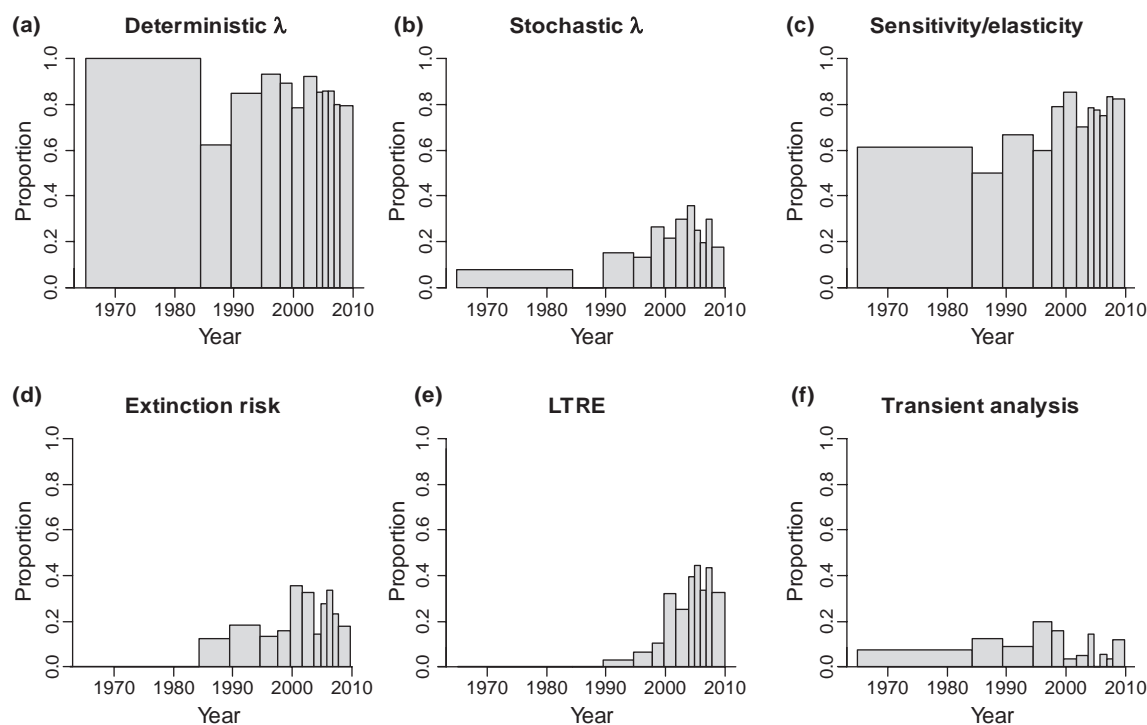 (a) Deterministic λ
(b) Stochastic λ
(c) Sensitivity/elasticity
Proportion
0.0 0.2 0.4 0.6 0.8 1.0
1970 1980 1990 2000 2010
Year
Proportion
0.0 0.2 0.4 0.6 0.8 1.0
1970 1980 1990 2000 2010
Year
Proportion
0.0 0.2 0.4 0.6 0.8 1.0
1970 1980 1990 2000 2010
Year
(d) Extinction risk
(e) LTRE
(f) Transient analysis
Proportion
0.0 0.2 0.4 0.6 0.8 1.0
1970 1980 1990 2000 2010
Year
Proportion
0.0 0.2 0.4 0.6 0.8 1.0
1970 1980 1990 2000 2010
Year
Proportion
0.0 0.2 0.4 0.6 0.8 1.0
1970 1980 1990 2000 2010
Year